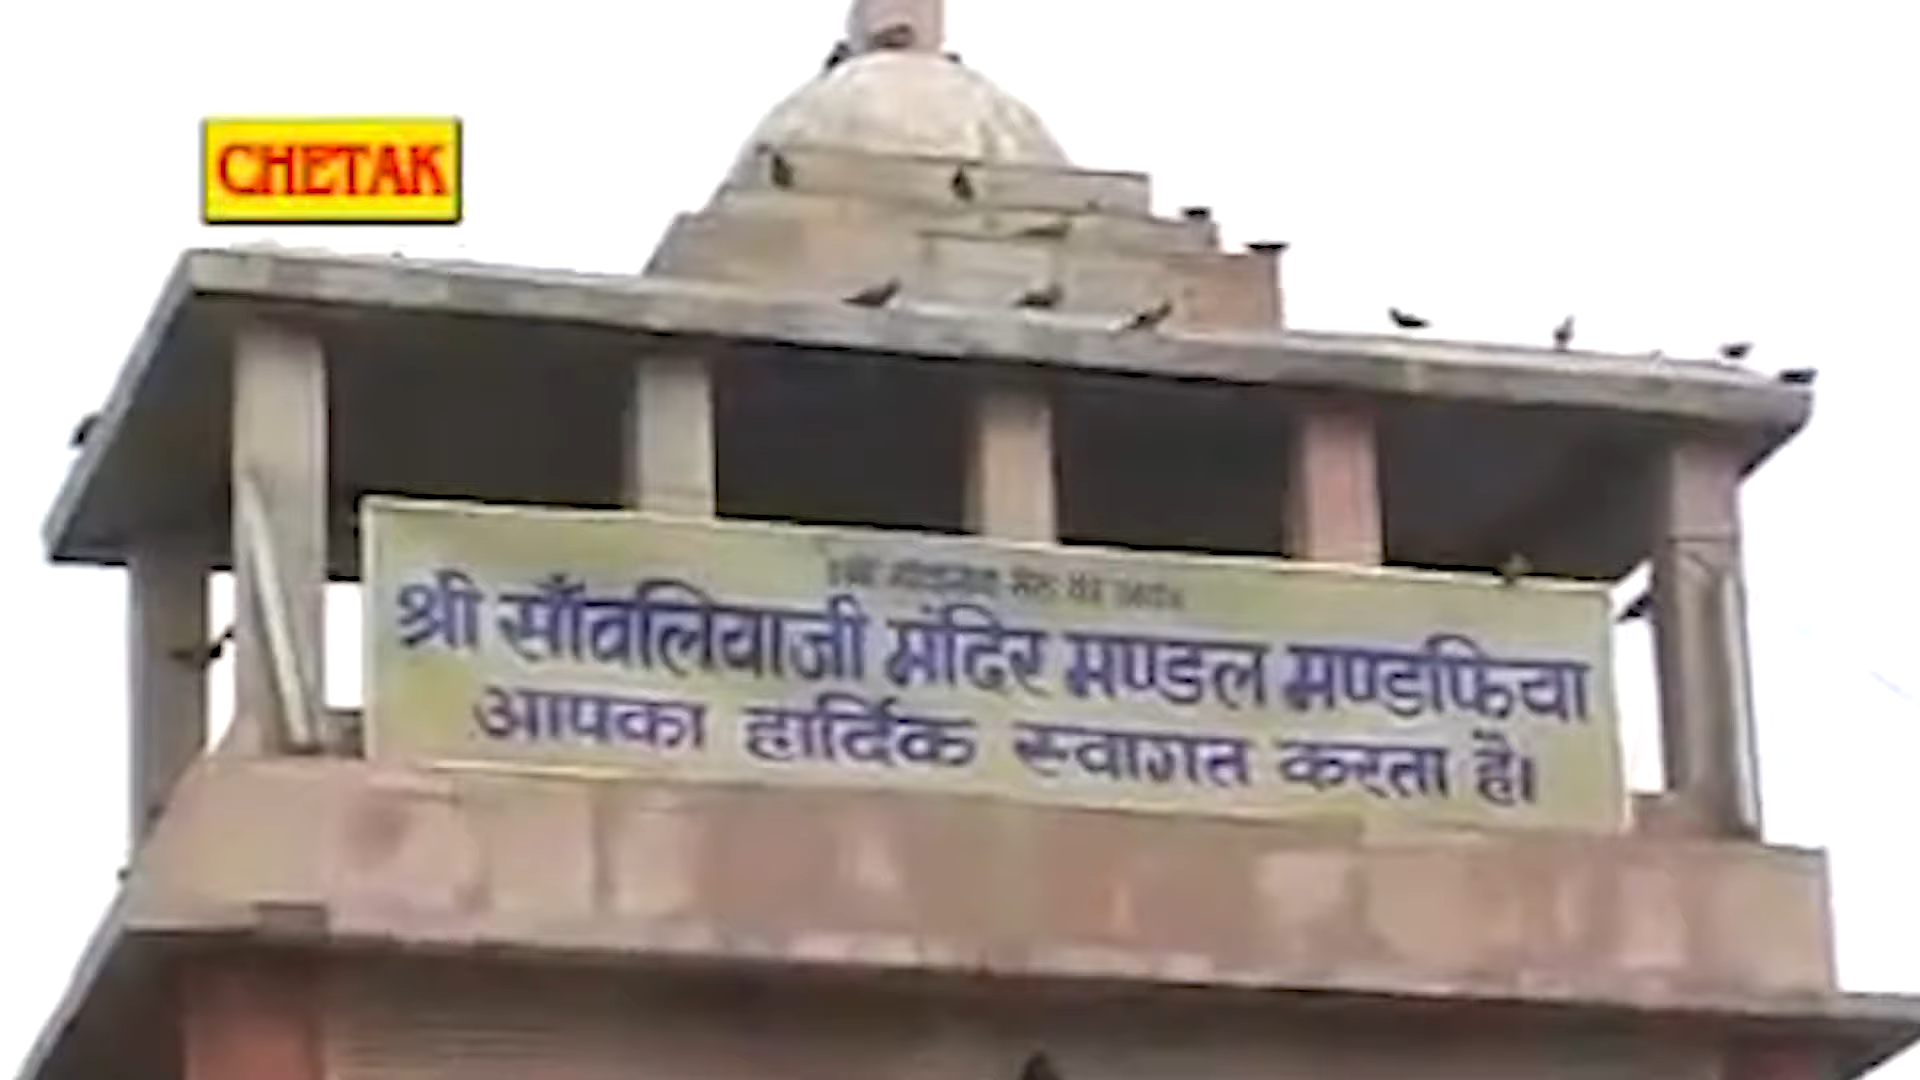 CHETAK
श्री साँवलियाजी मंदिर मण्डल मण्डफिया
आपका हार्दिक स्वागत करता है।